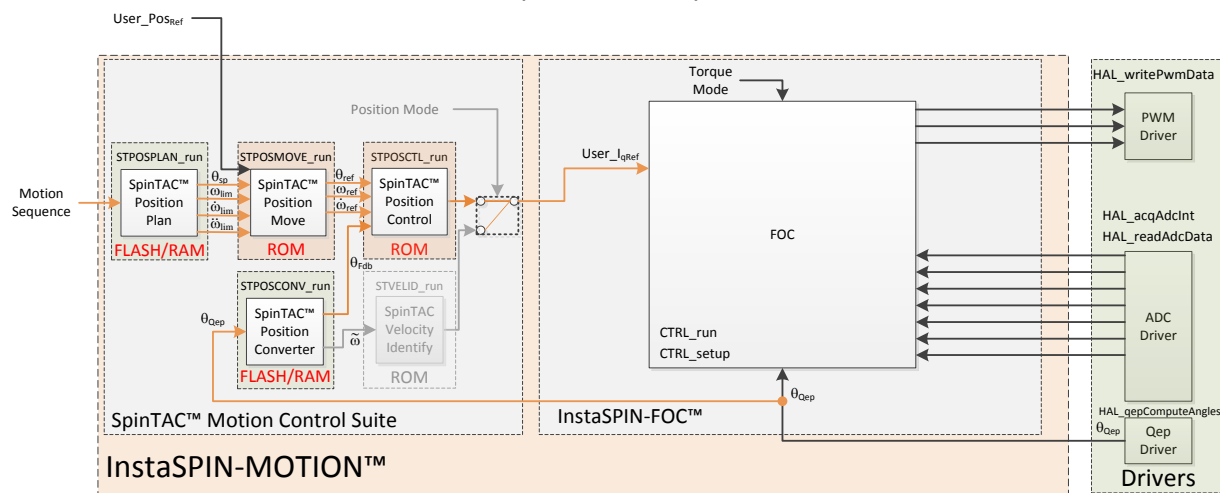 User_PosRef
Motion
Sequence
STPOSPLAN_run
SpinTAC™
Position
Plan
FLASH/RAM
θsp
ωlim
ω̇lim
ω̈lim
STPOSMOVE_run
SpinTAC™
Position
Move
ROM
θref
ωref
ω̇ref
STPOSCTL_run
SpinTAC™
Position
Control
ROM
Position Mode
θFdb
STPOSCONV_run
θQep
SpinTAC™
Position
Converter
FLASH/RAM
ω̃
STVELID_run
SpinTAC
Velocity
Identify
ROM
SpinTAC™ Motion Control Suite
User_IqRef
Torque
Mode
FOC
CTRL_run
CTRL_setup
θQep
InstaSPIN-FOC™
InstaSPIN-MOTION™
HAL_writePwmData
PWM
Driver
HAL_acqAdcInt
HAL_readAdcData
ADC
Driver
HAL_qepComputeAngles
θQep
Qep
Driver
Drivers